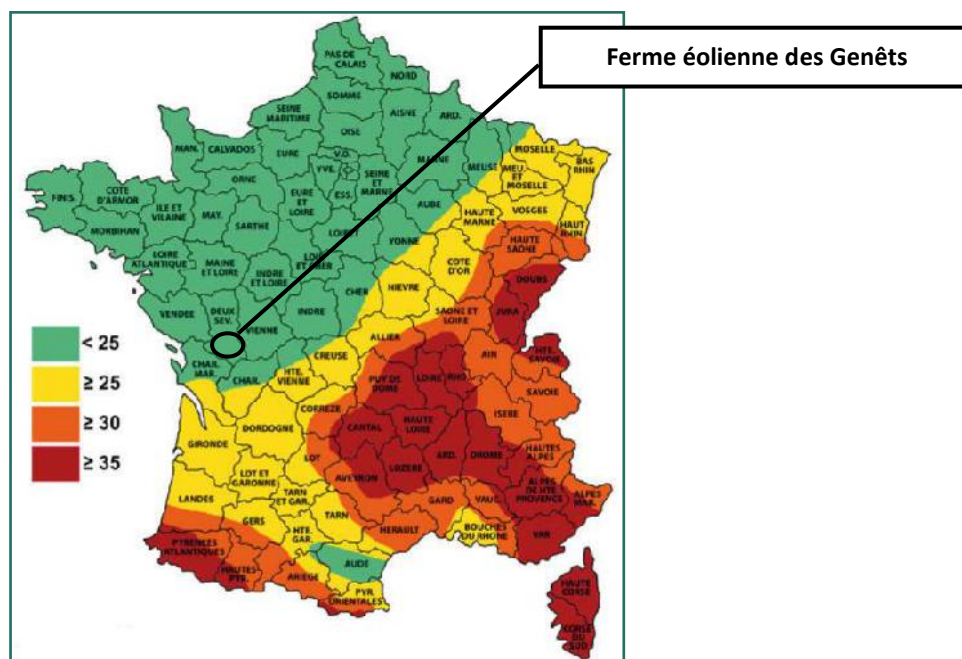 Ferme éolienne des Genêts
PAS DE
CALAIS
NORD
SOMME
SEINE
MARITIME
AISNE
ARD.
OISE
MAN.
CALVADOS
EURE
V.O.
YVE.
ESS.
SEINE
ET
MARNE
MARNE
MEUSE
MOSELLE
MEU.
ET
MOSELLE
BAS
RHIN
ORNE
FINIS.
COTE
D'ARMOR
ILE ET
VILAINE
MAY.
EURE
ET
LOIRE
AUBE
HAUTE
MARNE
VOSGES
HAUT
RHIN
MORBIHAN
SARTHE
YONNE
HAUTE
SAONE
LOIRE
ATLANTIQUE
MAINE
ET LOIRE
INDRE
ET LOIRE
CHER
NIEVRE
COTE
D'OR
DOUBS
VENDEE
DEUX
SEV.
VIENNE
INDRE
SAONE ET
LOIRE
JURA
< 25
≥ 25
≥ 30
≥ 35
CHAR.
MAR.
CHAR.
HTE.
VIENNE
CREUSE
ALLIER
AIN
HTE.
SAVOIE
PUY DE
DOME
LOIRE
RHO.
SAVOIE
CORREZE
ISERE
GIRONDE
DORDOGNE
CANTAL
HAUTE
LOIRE
ARD.
DROME
HAUTES
ALPES
LOT
LOT ET
GARONNE
AVEYRON
LOZERE
ALPES
DE HTE
PROVENCE
ALPES
MAR.
LANDES
TARN
ET GAR.
GARD
VAUC.
GERS
TARN
HERAULT
BOUCHES
DU RHONE
VAR
HTE.
GAR.
PYRENEES
ATLANTIQUES
HAUTES
PYR.
ARIEGE
AUDE
PYR.
ORIENTALES
HAUTE
CORSE
CORSE
DU
SUD